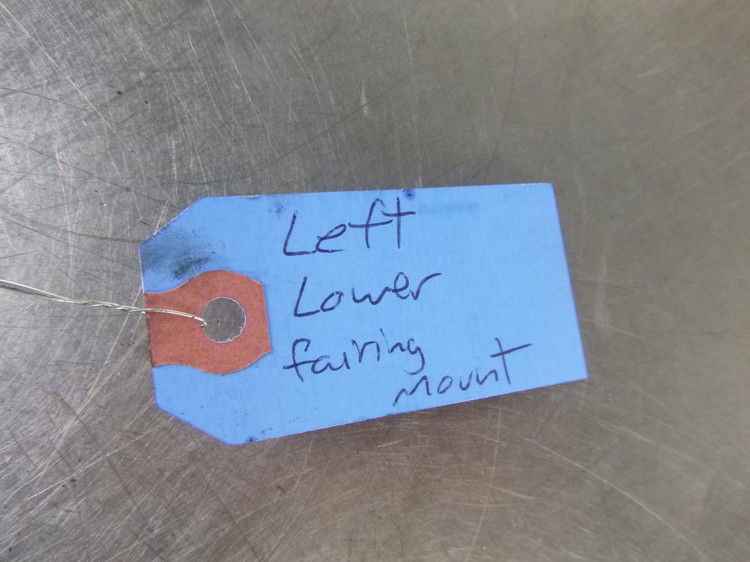 Left
Lower
fairing
mount